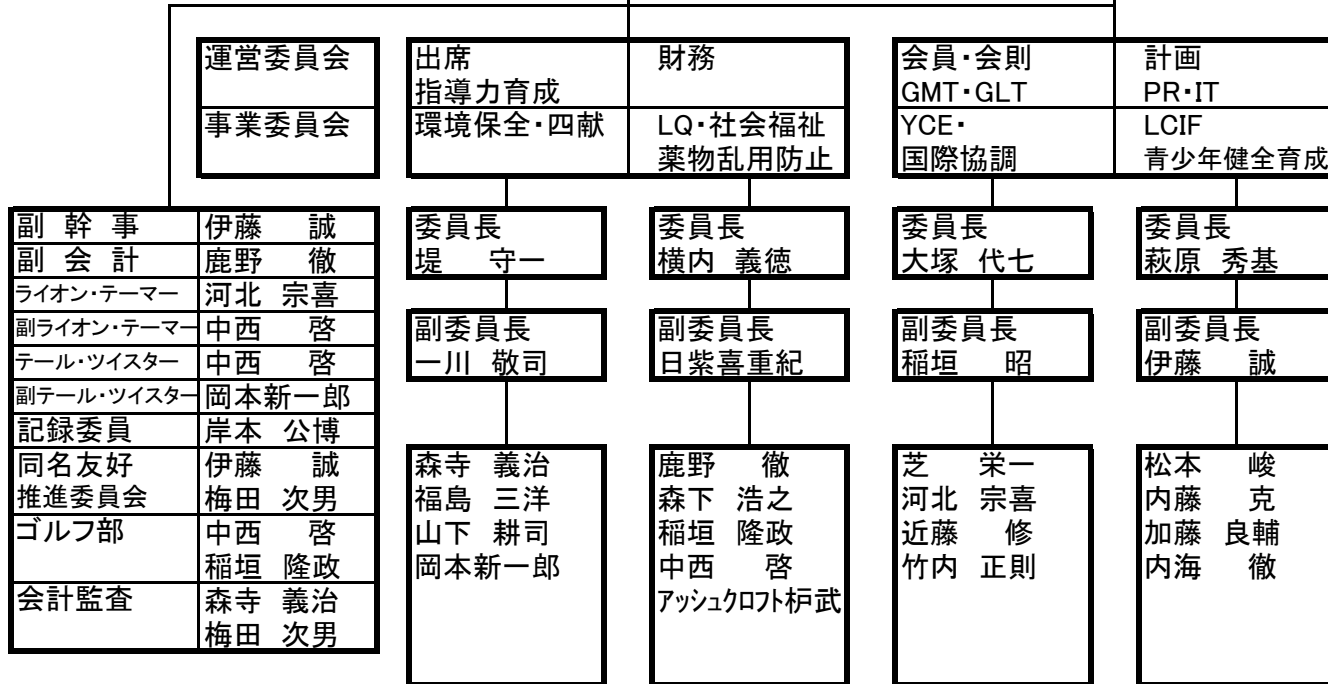 運営委員会
事業委員会
出席
指導力育成
財務
環境保全・四献
LQ・社会福祉
薬物乱用防止
会員・会則
GMT・GLT
計画
PR・IT
YCE・
国際協調
LCIF
青少年健全育成
副 幹 事 伊藤 誠
副 会 計 鹿野 徹
ライオン・テーマー 河北 宗喜
副ライオン・テーマー 中西 啓
テール・ツイスター 中西 啓
副テール・ツイスター 岡本新一郎
記録委員 岸本 公博
同名友好 伊藤 誠
推進委員会 梅田 次男
ゴルフ部 中西 啓
稲垣 隆政
会計監査 森寺 義治
梅田 次男
委員長
堤 守一
副委員長
一川 敬司
森寺 義治
福島 三洋
山下 耕司
岡本新一郎
委員長
横内 義徳
副委員長
日紫喜重紀
鹿野 徹
森下 浩之
稲垣 隆政
中西 啓
アッシュクロフト枦武
委員長
大塚 代七
副委員長
稲垣 昭
芝 栄一
河北 宗喜
近藤 修
竹内 正則
委員長
萩原 秀基
副委員長
伊藤 誠
松本 峻
内藤 克
加藤 良輔
内海 徹